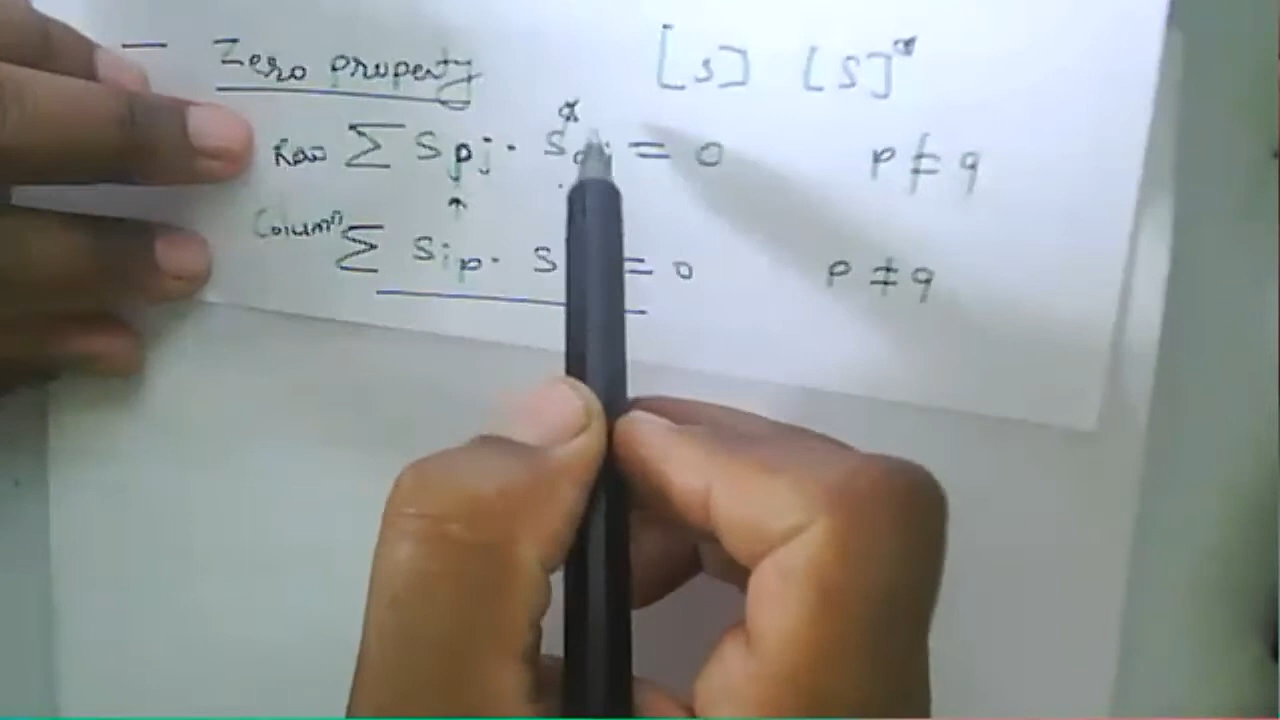 — Zero property [S] [S]*
Row Σ Spj · S* = 0 p ≠ q
Column Σ Sip · S = 0 p ≠ q